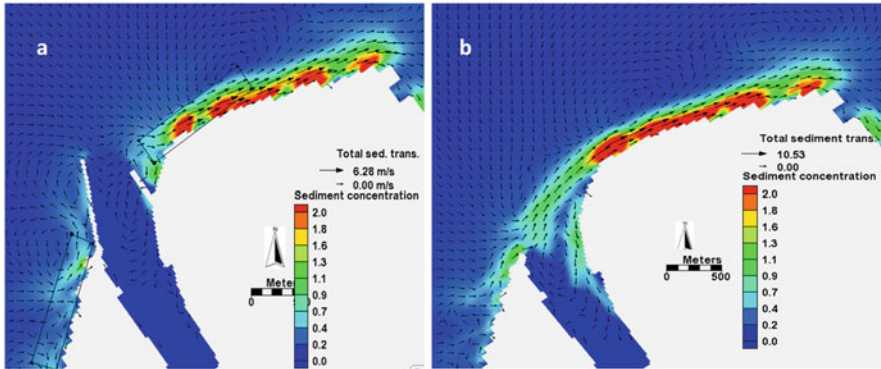 a
Total sed. trans.
6.28 m/s
0.00 m/s
Sediment concentration
2.0
1.8
1.6
1.3
1.1
0.9
0.7
0.4
0.2
0.0
N
Meters
0
b
Total sediment trans.
10.53
0.00
Sediment concentration
2.0
1.8
1.6
1.3
1.1
0.9
0.7
0.4
0.2
0.0
N
Meters
0 500